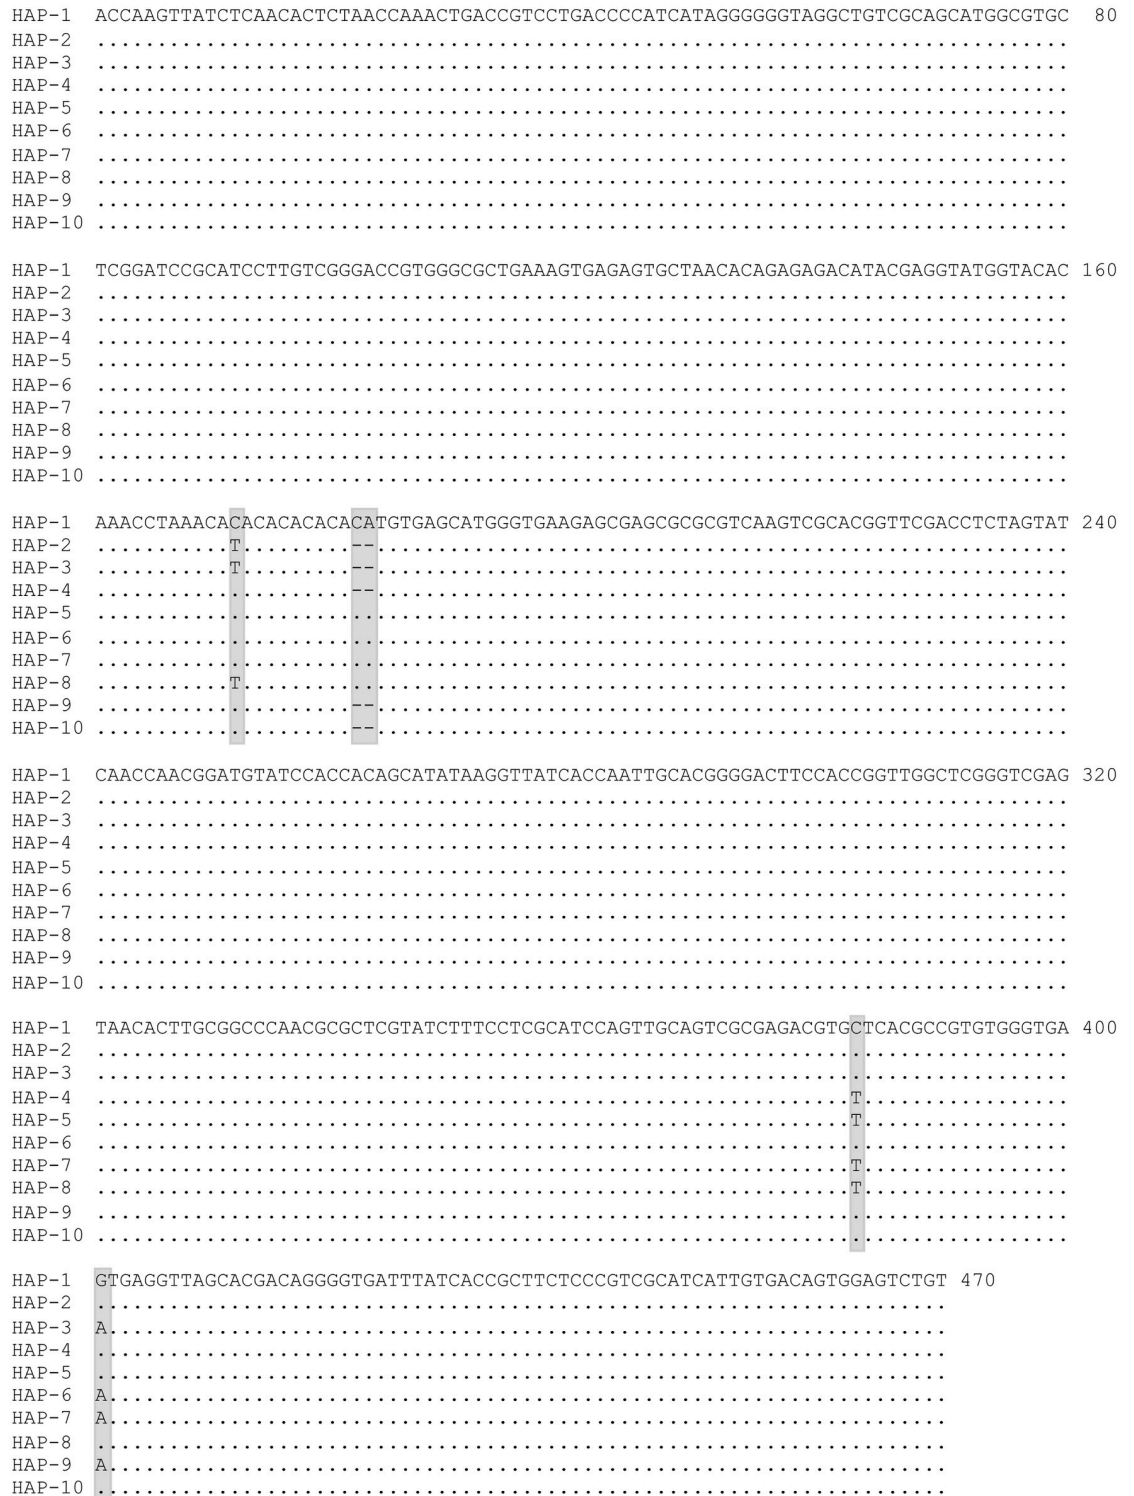 HAP-1 ACCAAGTTATCTCAACACTCTAACCAAACTGACCGTCCTGACCCCATCATAGGGGGGTAGGCTGTCGCAGCATGGCGTGC 80
HAP-2 ................................................................................
HAP-3 ................................................................................
HAP-4 ................................................................................
HAP-5 ................................................................................
HAP-6 ................................................................................
HAP-7 ................................................................................
HAP-8 ................................................................................
HAP-9 ................................................................................
HAP-10 ................................................................................
HAP-1 TCGGATCCGCATCCTTGTCGGGACCGTGGGCGCTGAAAGTGAGAGTGCTAACACAGAGAGACATACGAGGTATGGTACAC 160
HAP-2 ................................................................................
HAP-3 ................................................................................
HAP-4 ................................................................................
HAP-5 ................................................................................
HAP-6 ................................................................................
HAP-7 ................................................................................
HAP-8 ................................................................................
HAP-9 ................................................................................
HAP-10 ................................................................................
HAP-1 AAACCTAAACACACACACACACATGTGAGCATGGGTGAAGAGCGAGCGCGCGTCAAGTCGCACGGTTCGACCTCTAGTAT 240
HAP-2 ...........T.........--.........................................................
HAP-3 ...........T.........--.........................................................
HAP-4 .....................--.........................................................
HAP-5 ................................................................................
HAP-6 ................................................................................
HAP-7 ................................................................................
HAP-8 ...........T....................................................................
HAP-9 .....................--.........................................................
HAP-10 .....................--.........................................................
HAP-1 CAACCAACGGATGTATCCACCACAGCATATAAGGTTATCACCAATTGCACGGGGACTTCCACCGGTTGGCTCGGGTCGAG 320
HAP-2 ................................................................................
HAP-3 ................................................................................
HAP-4 ................................................................................
HAP-5 ................................................................................
HAP-6 ................................................................................
HAP-7 ................................................................................
HAP-8 ................................................................................
HAP-9 ................................................................................
HAP-10 ................................................................................
HAP-1 TAACACTTGCGGCCCAACGCGCTCGTATCTTTCCTCGCATCCAGTTGCAGTCGCGAGACGTGCTCACGCCGTGTGGGTGA 400
HAP-2 ................................................................................
HAP-3 ................................................................................
HAP-4 ..............................................................T.................
HAP-5 ..............................................................T.................
HAP-6 ................................................................................
HAP-7 ..............................................................T.................
HAP-8 ..............................................................T.................
HAP-9 ................................................................................
HAP-10 ................................................................................
HAP-1 GTGAGGTTAGCACGACAGGGGTGATTTATCACCGCTTCTCCCGTCGCATCATTGTGACAGTGGAGTCTGT 470
HAP-2 ......................................................................
HAP-3 A.....................................................................
HAP-4 ......................................................................
HAP-5 ......................................................................
HAP-6 A.....................................................................
HAP-7 A.....................................................................
HAP-8 ......................................................................
HAP-9 A.....................................................................
HAP-10 ......................................................................